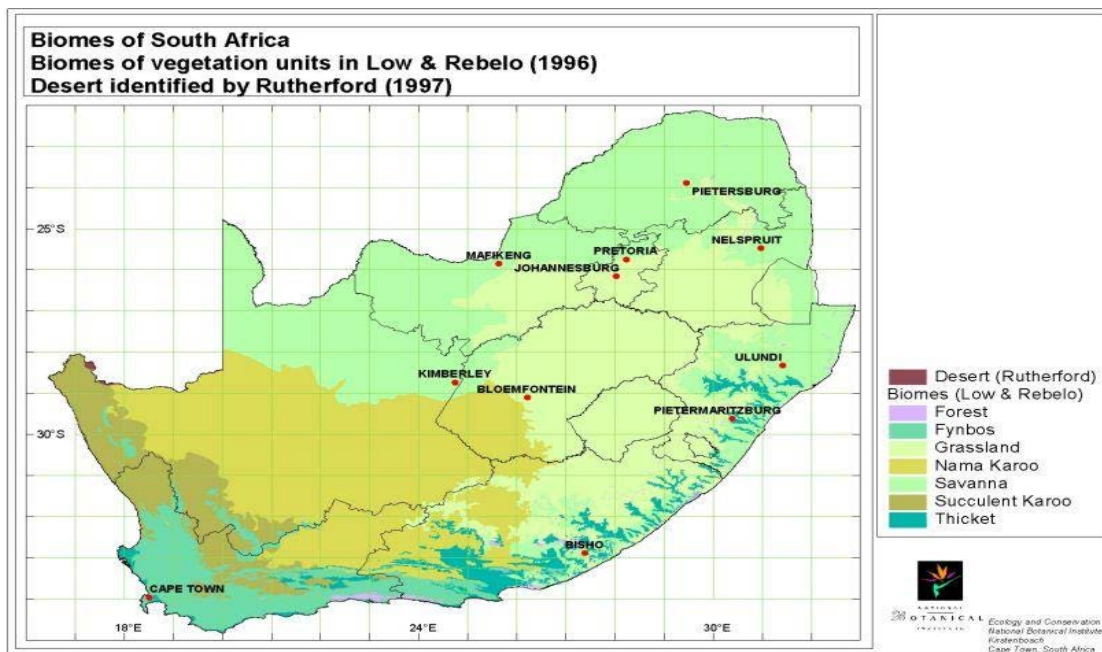 Biomes of South Africa
Biomes of vegetation units in Low & Rebelo (1996)
Desert identified by Rutherford (1997)
PIETERSBURG
25°S
NELSPRUIT
MAFIKENG
PRETORIA
JOHANNESBURG
ULUNDI
KIMBERLEY
BLOEMFONTEIN
PIETERMARITZBURG
30°S
BISHO
CAPE TOWN
18°E
24°E
30°E
Desert (Rutherford)
Biomes (Low & Rebelo)
Forest
Fynbos
Grassland
Nama Karoo
Savanna
Succulent Karoo
Thicket
NATIONAL
BOTANICAL
INSTITUTE
Ecology and Conservation
National Botanical Institute
Kirstenbosch
Cape Town, South Africa